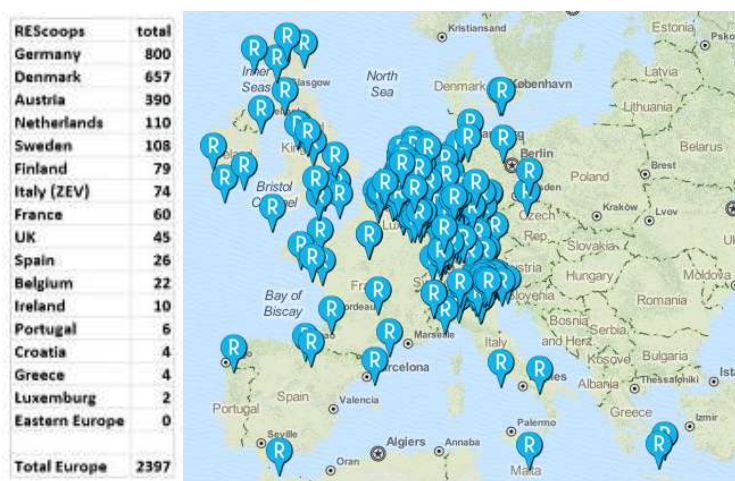 REScoops total
Germany 800
Denmark 657
Austria 390
Netherlands 110
Sweden 108
Finland 79
Italy (ZEV) 74
France 60
UK 45
Spain 26
Belgium 22
Ireland 10
Portugal 6
Croatia 4
Greece 4
Luxemburg 2
Eastern Europe 0
Total Europe 2397
Kristiansand
Estonia
Psko
Inner
Seas
Glasgow
North
Sea
Denmark
København
Latvia
Lithuania
Belarus
Berlin
Poland
Brest
Bristol
Kraków
Lvov
Czech
Rep.
Slovakia
Hungary
Moldova
Romania
Slovenia
Bay of
Biscay
Marseille
Italy
Bosnia
and Herz.
Serbia
Kosovo
Bulgaria
Albania
Thessaloniki
Ista
Portugal
Spain
Valencia
Greece
Izmir
Palermo
Seville
Algiers
Annaba
Oran
Malta
R